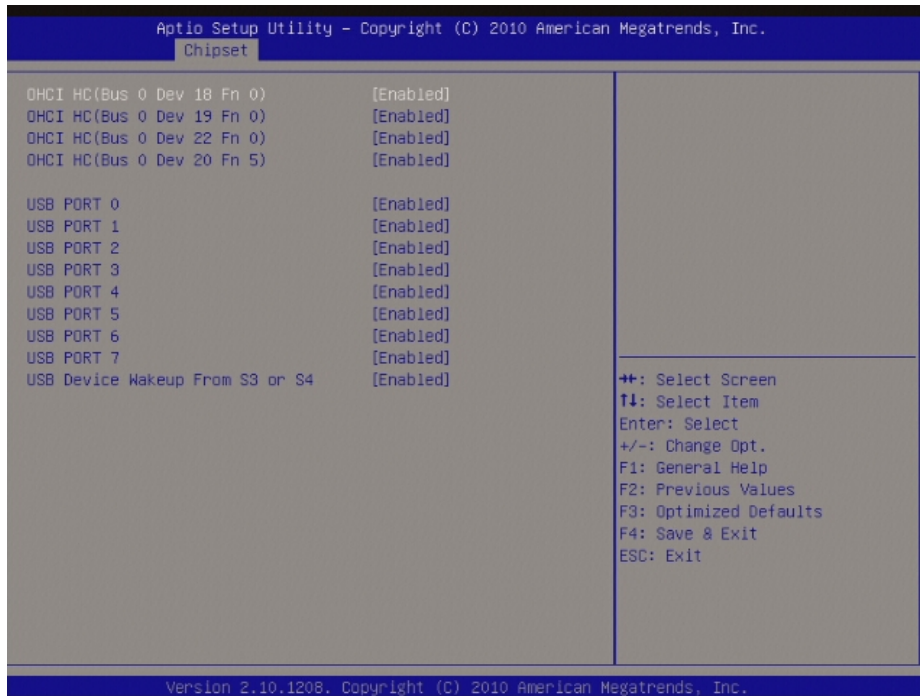 Aptio Setup Utility – Copyright (C) 2010 American Megatrends, Inc.
Chipset
OHCI HC(Bus 0 Dev 18 Fn 0) [Enabled]
OHCI HC(Bus 0 Dev 19 Fn 0) [Enabled]
OHCI HC(Bus 0 Dev 22 Fn 0) [Enabled]
OHCI HC(Bus 0 Dev 20 Fn 5) [Enabled]
USB PORT 0 [Enabled]
USB PORT 1 [Enabled]
USB PORT 2 [Enabled]
USB PORT 3 [Enabled]
USB PORT 4 [Enabled]
USB PORT 5 [Enabled]
USB PORT 6 [Enabled]
USB PORT 7 [Enabled]
USB Device Wakeup From S3 or S4 [Enabled]
→←: Select Screen
↑↓: Select Item
Enter: Select
+/-: Change Opt.
F1: General Help
F2: Previous Values
F3: Optimized Defaults
F4: Save & Exit
ESC: Exit
Version 2.10.1208. Copyright (C) 2010 American Megatrends, Inc.